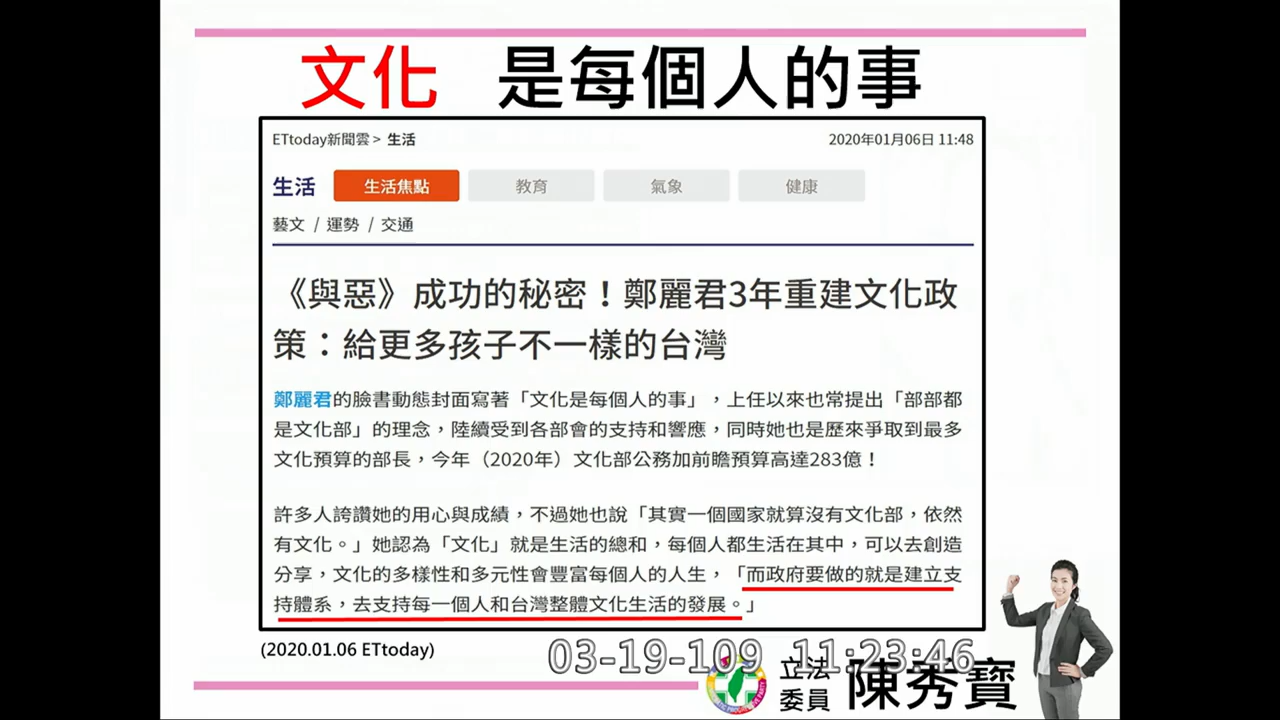 文化 是每個人的事
ETtoday新聞雲 > 生活 2020年01月06日 11:48
生活 生活焦點 教育 氣象 健康
藝文 / 運勢 / 交通
《與惡》成功的秘密！鄭麗君3年重建文化政
策：給更多孩子不一樣的台灣
鄭麗君的臉書動態封面寫著「文化是每個人的事」，上任以來也常提出「部部都
是文化部」的理念，陸續受到各部會的支持和響應，同時她也是歷來爭取到最多
文化預算的部長，今年（2020年）文化部公務加前瞻預算高達283億！
許多人誇讚她的用心與成績，不過她也說「其實一個國家就算沒有文化部，依然
有文化。」她認為「文化」就是生活的總和，每個人都生活在其中，可以去創造
分享，文化的多樣性和多元性會豐富每個人的人生，「而政府要做的就是建立支
持體系，去支持每一個人和台灣整體文化生活的發展。」
(2020.01.06 ETtoday)
03-19-109 11:23:46
立法
委員 陳秀寶